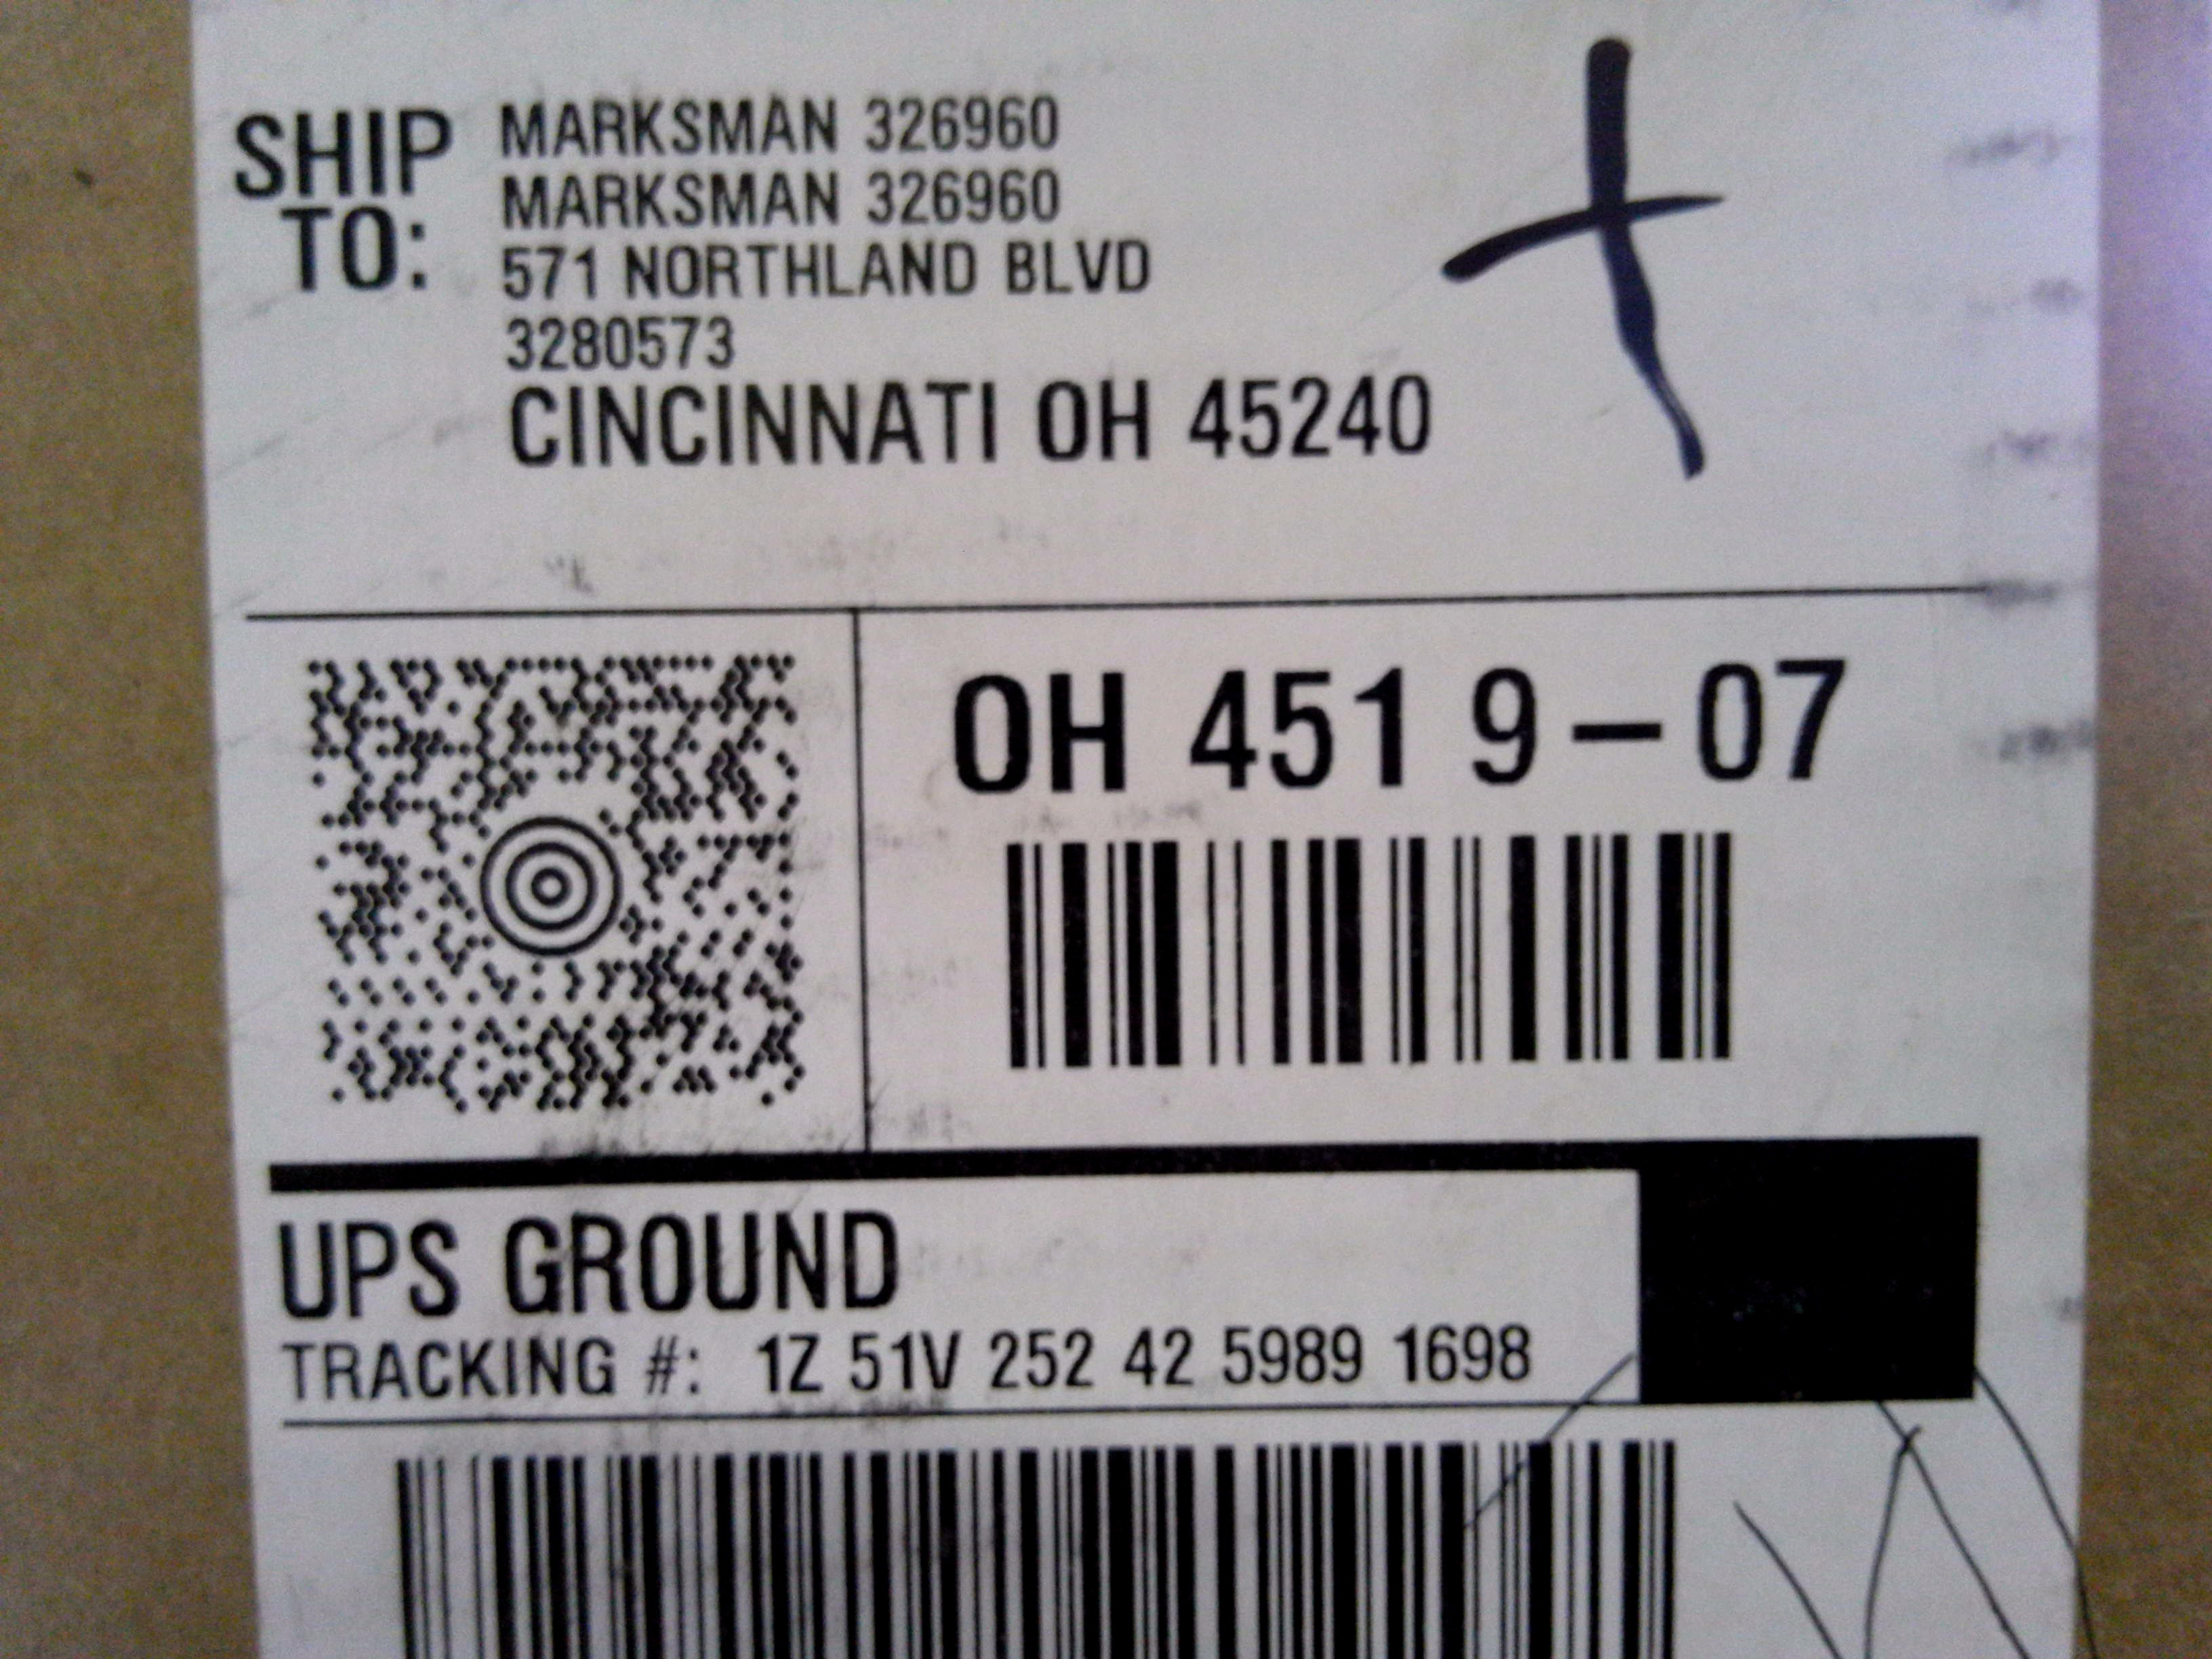 SHIP TO:
MARKSMAN 326960
MARKSMAN 326960
571 NORTHLAND BLVD
3280573
CINCINNATI OH 45240
OH 451 9-07
UPS GROUND
TRACKING #: 1Z 51V 252 42 5989 1698